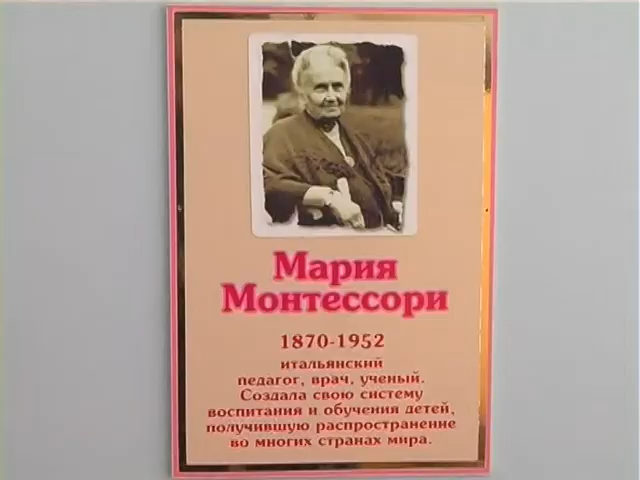 Мария
Монтессори
1870-1952
итальянский
педагог, врач, ученый.
Создала свою систему
воспитания и обучения детей,
получившую распространение
во многих странах мира.